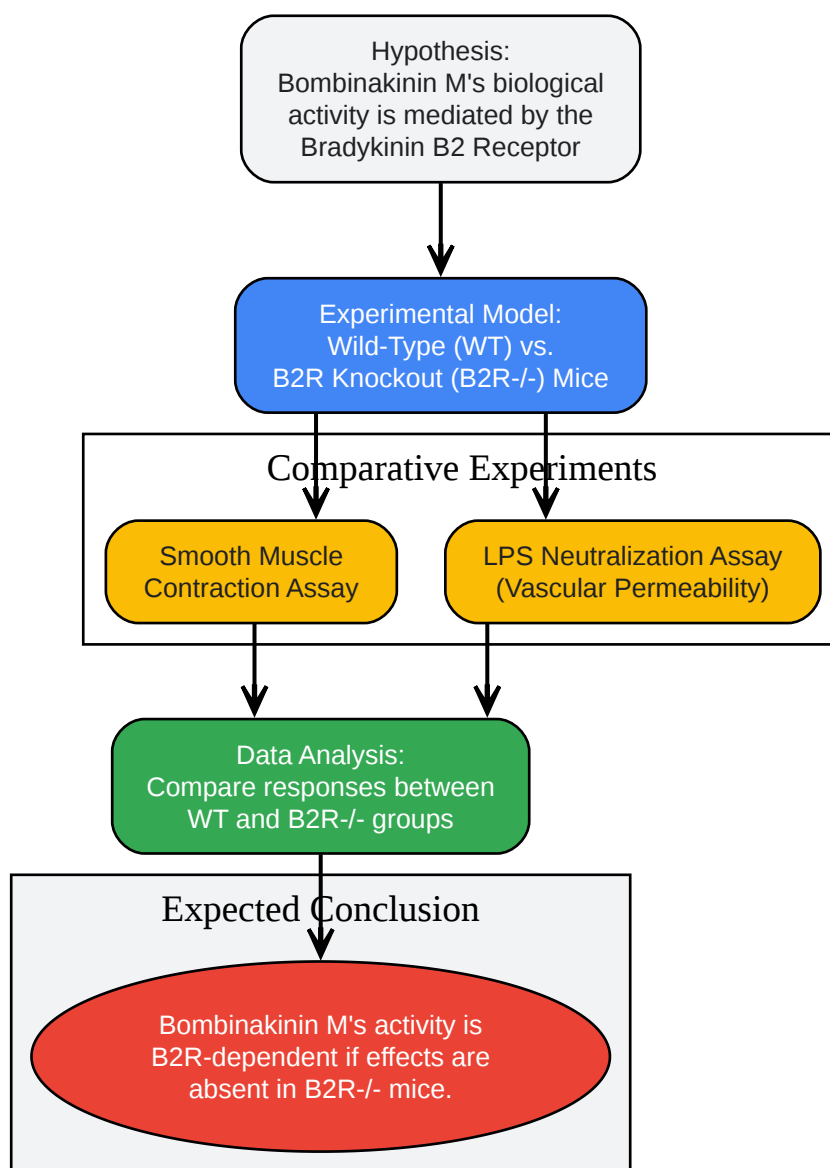 Hypothesis:
Bombinakinin M's biological
activity is mediated by the
Bradykinin B2 Receptor
Experimental Model:
Wild-Type (WT) vs.
B2R Knockout (B2R-/-) Mice
Comparative Experiments
Smooth Muscle
Contraction Assay
LPS Neutralization Assay
(Vascular Permeability)
Data Analysis:
Compare responses between
WT and B2R-/- groups
Expected Conclusion
Bombinakinin M's activity is
B2R-dependent if effects are
absent in B2R-/- mice.